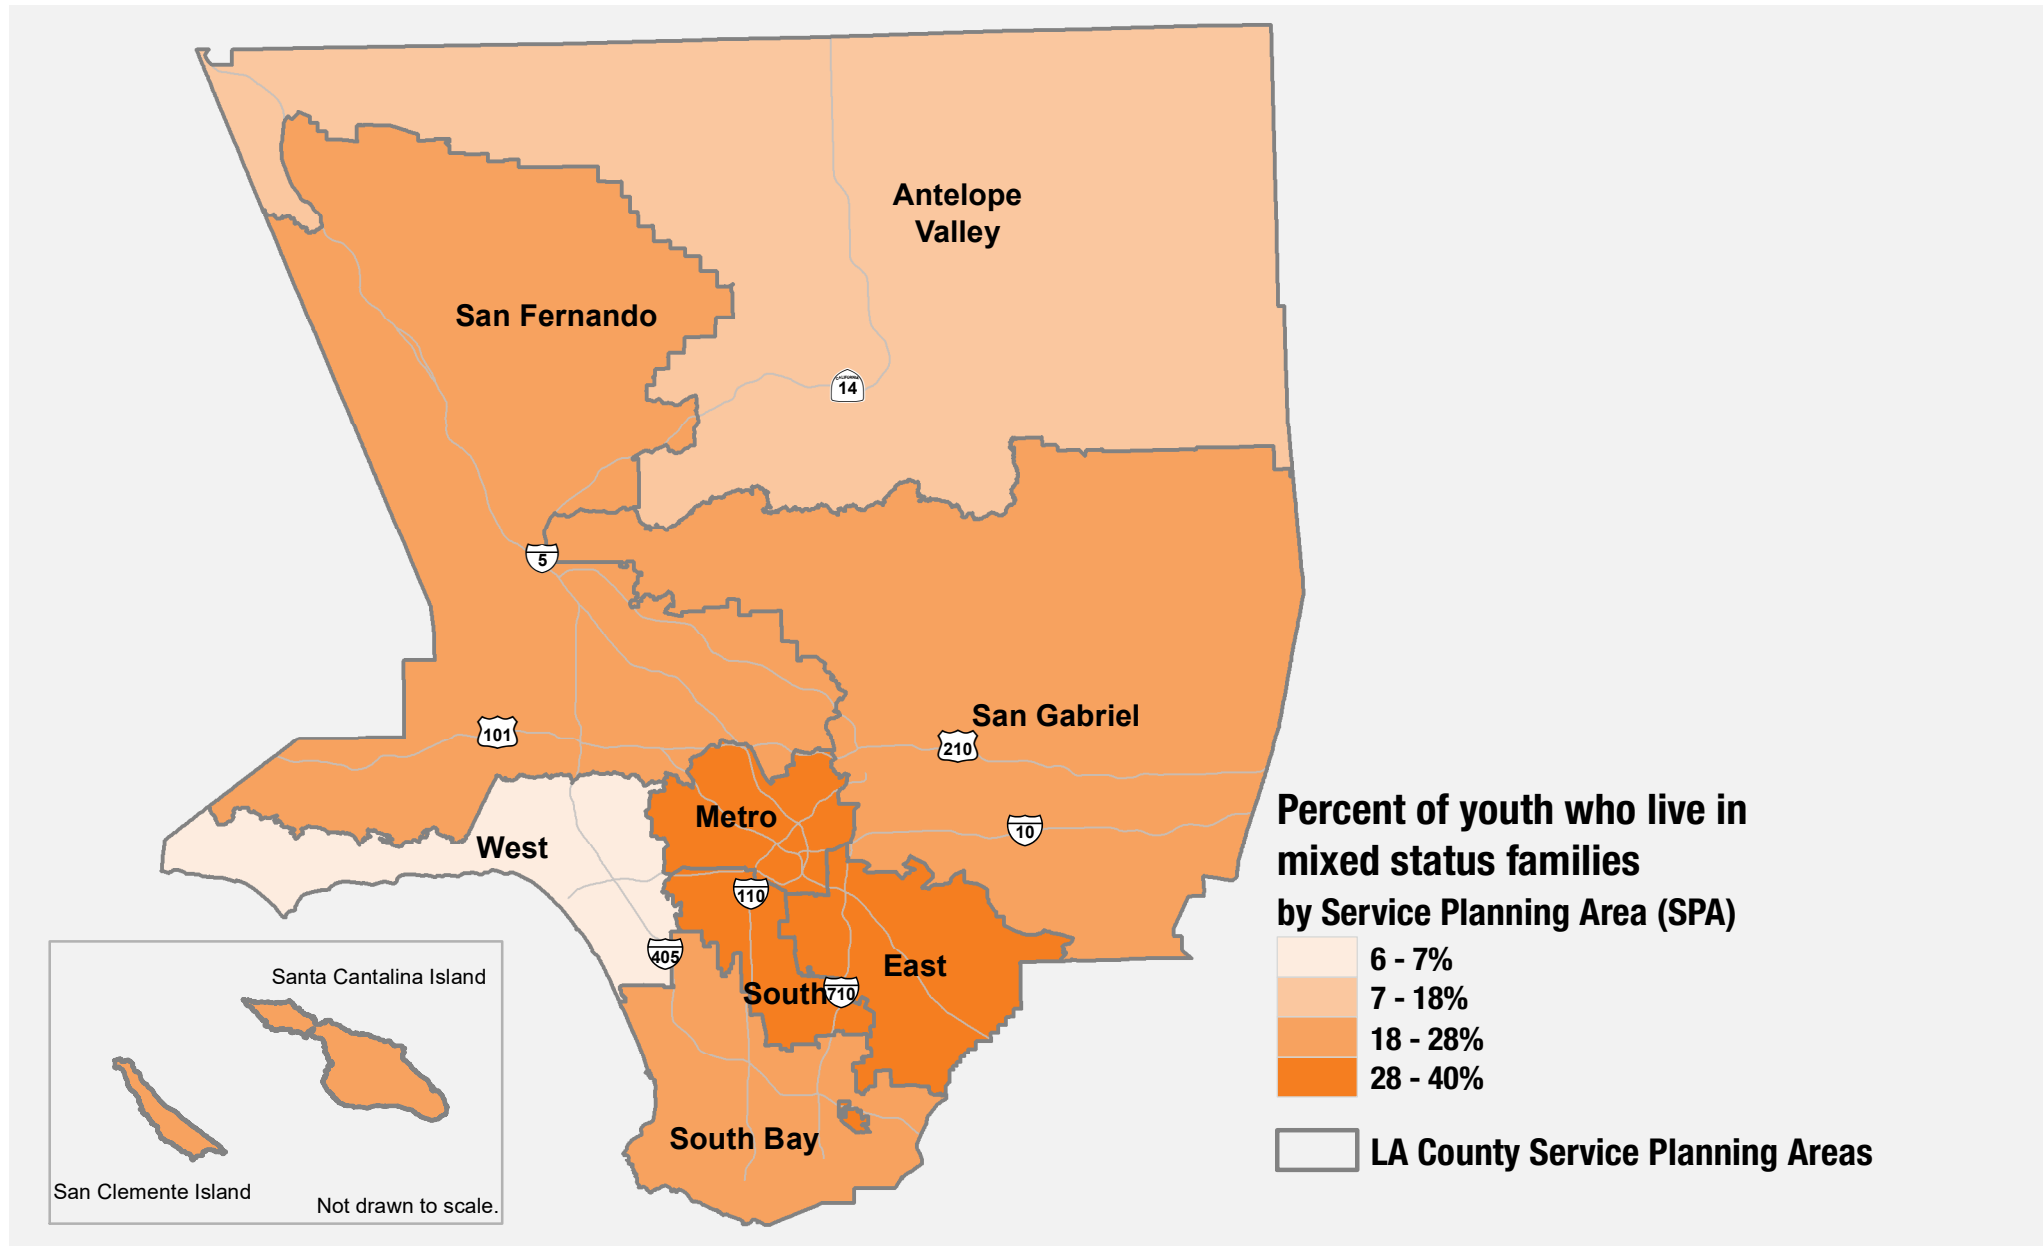 Antelope
Valley
San Fernando
CALIFORNIA
14
5
San Gabriel
101
210
Metro
10
West
110
405
East
South
710
South Bay
Santa Cantalina Island
San Clemente Island
Not drawn to scale.
Percent of youth who live in
mixed status families
by Service Planning Area (SPA)
6 - 7%
7 - 18%
18 - 28%
28 - 40%
LA County Service Planning Areas